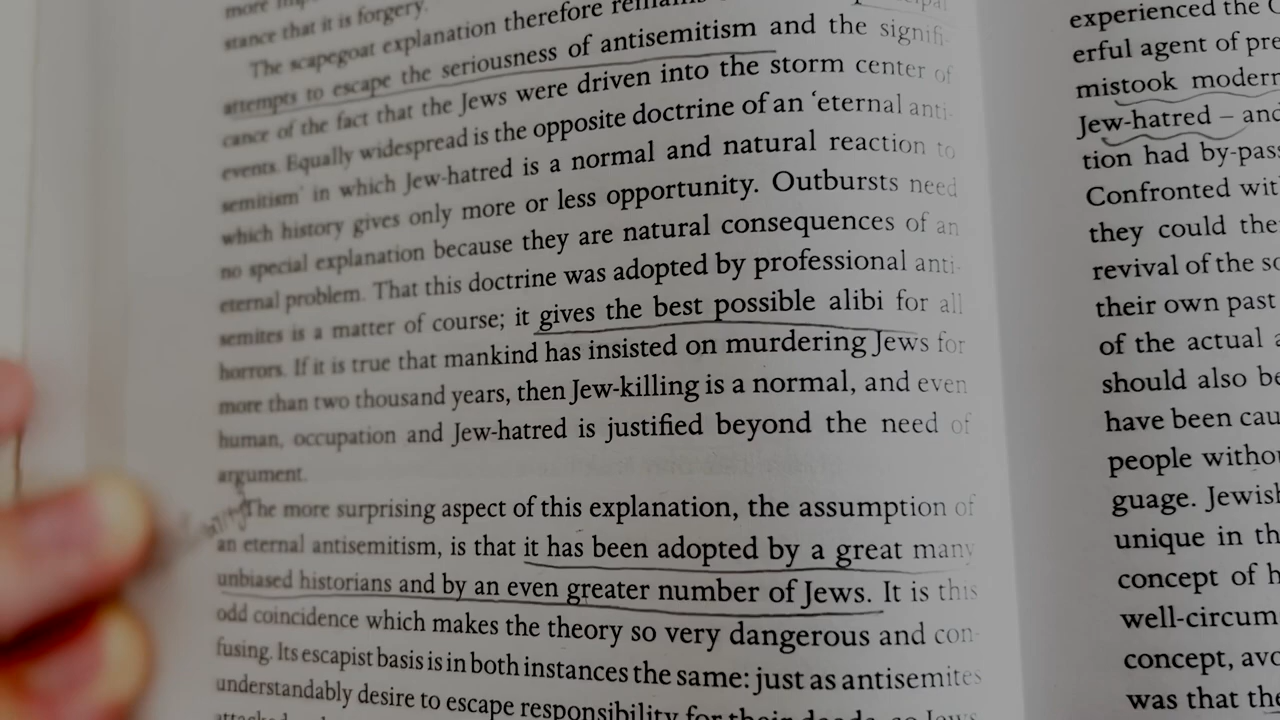 stance that it is forgery.
The scapegoat explanation therefore remains
attempts to escape the seriousness of antisemitism and the signifi-
cance of the fact that the Jews were driven into the storm center of
events. Equally widespread is the opposite doctrine of an ‘eternal anti-
semitism’ in which Jew-hatred is a normal and natural reaction to
which history gives only more or less opportunity. Outbursts need
no special explanation because they are natural consequences of an
eternal problem. That this doctrine was adopted by professional anti-
semites is a matter of course; it gives the best possible alibi for all
horrors. If it is true that mankind has insisted on murdering Jews for
more than two thousand years, then Jew-killing is a normal, and even
human, occupation and Jew-hatred is justified beyond the need of
argument.
The more surprising aspect of this explanation, the assumption of
an eternal antisemitism, is that it has been adopted by a great many
unbiased historians and by an even greater number of Jews. It is this
odd coincidence which makes the theory so very dangerous and con-
fusing. Its escapist basis is in both instances the same: just as antisemites
understandably desire to escape responsibility for their deeds, so Jews
experienced the
erful agent of pre
mistook modern
Jew-hatred – and
tion had by-pass
Confronted with
they could the
revival of the so
their own past
of the actual a
should also be
have been cau
people withou
guage. Jewish
unique in th
concept of h
well-circum
concept, avo
was that the